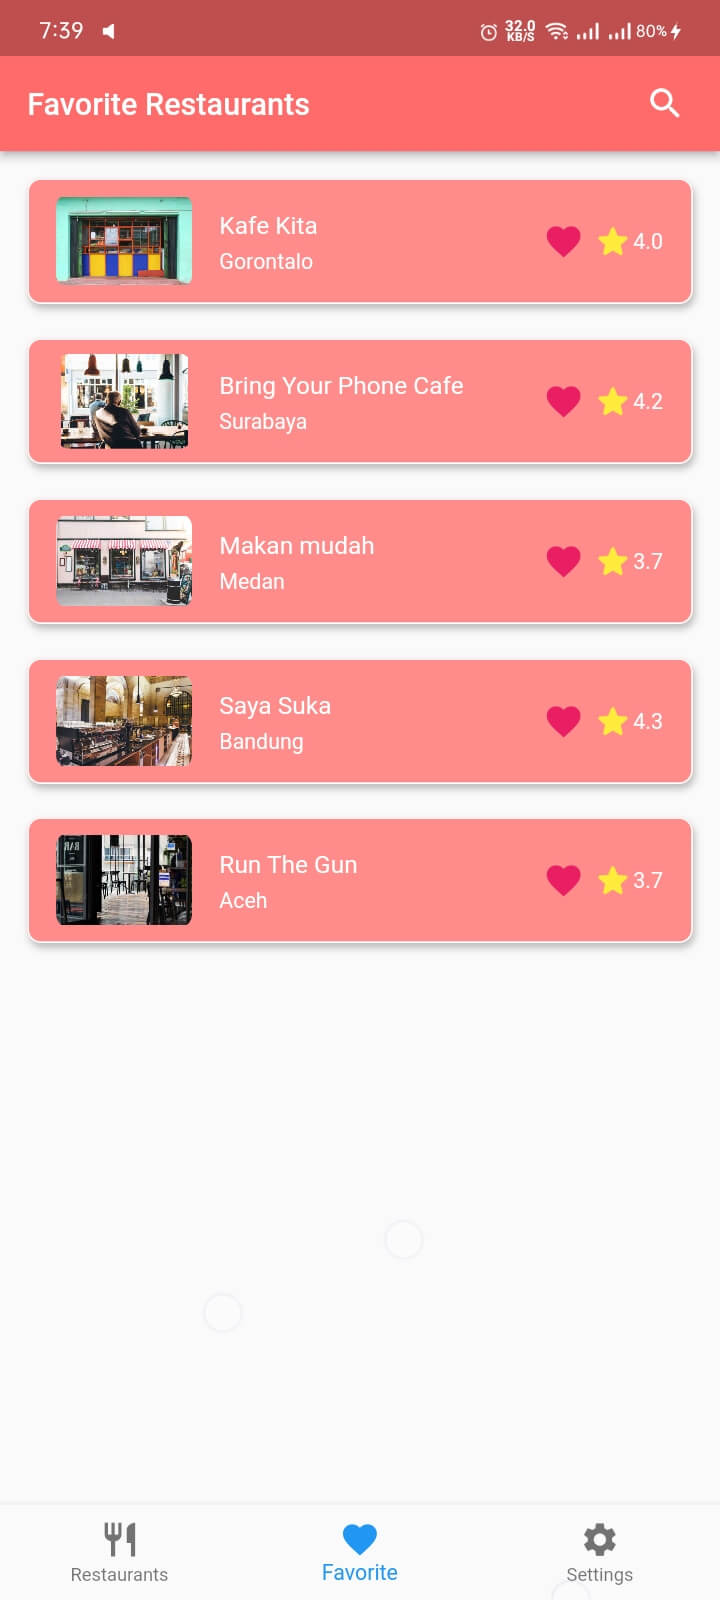 7:39
32.0
KB/S
80%
Favorite Restaurants
Kafe Kita
Gorontalo
4.0
Bring Your Phone Cafe
Surabaya
4.2
Makan mudah
Medan
3.7
Saya Suka
Bandung
4.3
Run The Gun
Aceh
3.7
Restaurants
Favorite
Settings